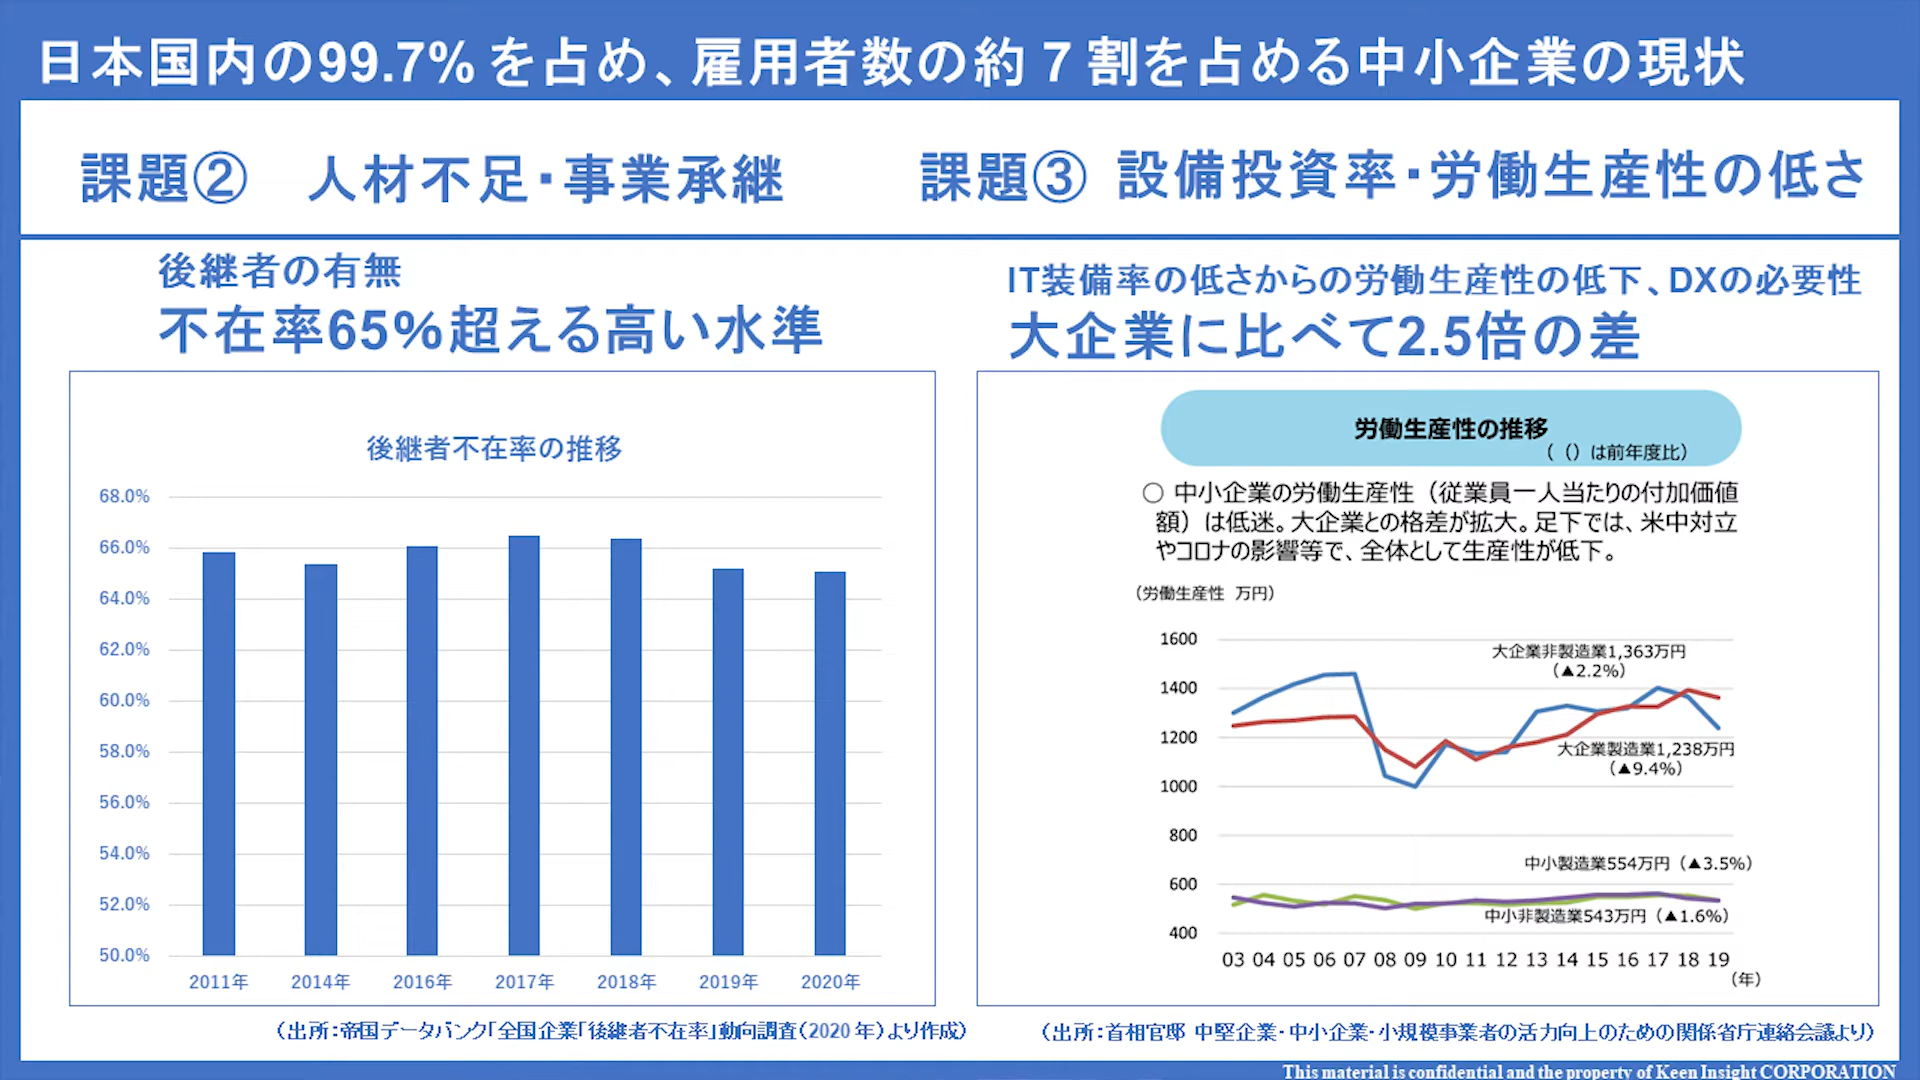 日本国内の99.7% を占め、雇用者数の約７割を占める中小企業の現状
課題②　人材不足・事業承継
課題③ 設備投資率・労働生産性の低さ
後継者の有無
不在率65%超える高い水準
後継者不在率の推移
68.0%
66.0%
64.0%
62.0%
60.0%
58.0%
56.0%
54.0%
52.0%
50.0%
2011年 2014年 2016年 2017年 2018年 2019年 2020年
（出所：帝国データバンク「全国企業「後継者不在率」動向調査（2020 年）より作成）
IT装備率の低さからの労働生産性の低下、DXの必要性
大企業に比べて2.5倍の差
労働生産性の推移
（（）は前年度比）
○ 中小企業の労働生産性（従業員一人当たりの付加価値
額）は低迷。大企業との格差が拡大。足下では、米中対立
やコロナの影響等で、全体として生産性が低下。
（労働生産性 万円）
1600
1400
1200
1000
800
600
400
大企業非製造業1,363万円
（▲2.2%）
大企業製造業1,238万円
（▲9.4%）
中小製造業554万円（▲3.5%）
中小非製造業543万円（▲1.6%）
03 04 05 06 07 08 09 10 11 12 13 14 15 16 17 18 19
（年）
（出所：首相官邸 中堅企業・中小企業・小規模事業者の活力向上のための関係省庁連絡会議より）
This material is confidential and the property of Keen Insight CORPORATION